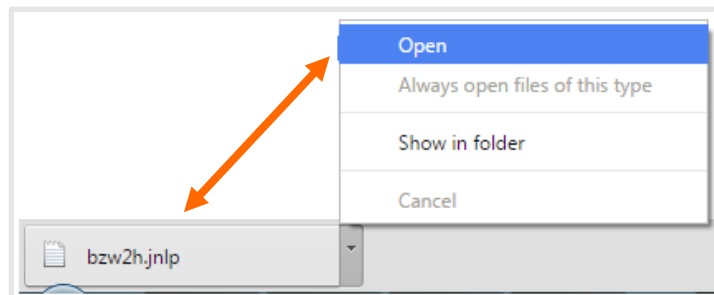 Open
Always open files of this type
Show in folder
Cancel
bzw2h.jnlp